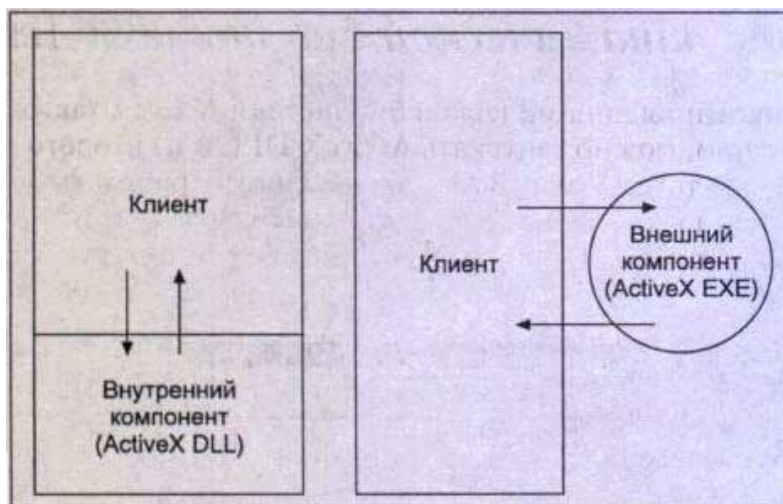 Клиент
Внутренний
компонент
(ActiveX DLL)
Клиент
Внешний
компонент
(ActiveX EXE)